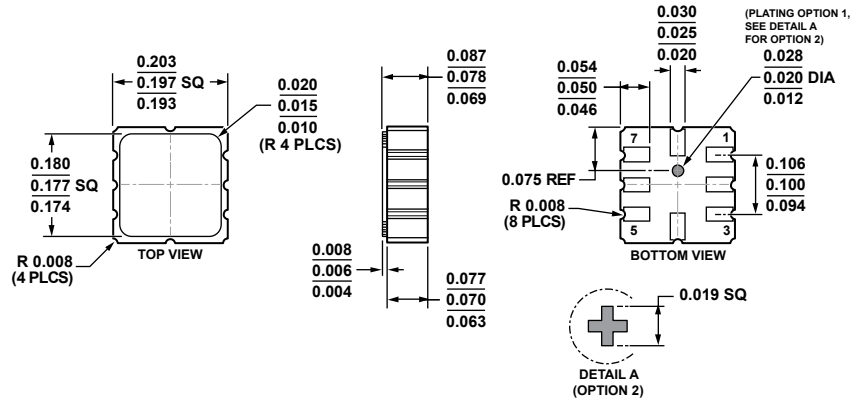 0.203
0.197 SQ
0.193
0.020
0.015
0.010
(R 4 PLCS)
0.180
0.177 SQ
0.174
R 0.008
(4 PLCS)
TOP VIEW
0.087
0.078
0.069
0.008
0.006
0.004
0.077
0.070
0.063
0.030
0.025
0.020
(PLATING OPTION 1,
SEE DETAIL A
FOR OPTION 2)
0.054
0.050
0.046
0.028
0.020 DIA
0.012
7
1
0.075 REF
0.106
0.100
0.094
R 0.008
(8 PLCS)
5
3
BOTTOM VIEW
0.019 SQ
DETAIL A
(OPTION 2)